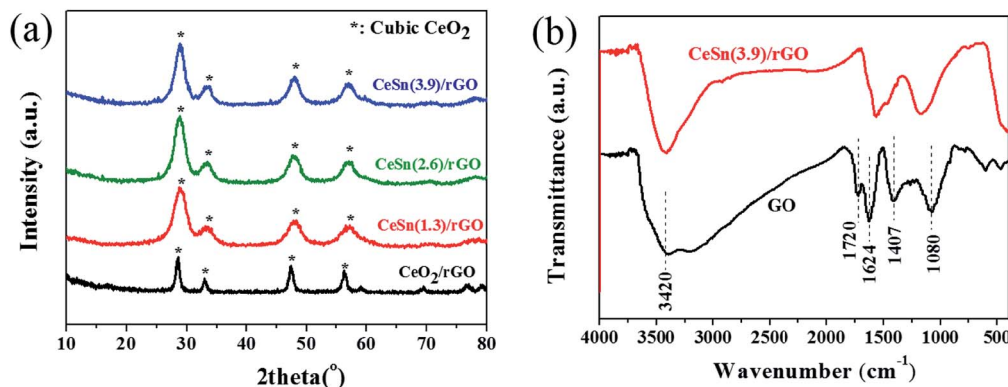 (a)
*: Cubic CeO2
* * * *
CeSn(3.9)/rGO
* * * *
CeSn(2.6)/rGO
* * * *
CeSn(1.3)/rGO
* * * *
CeO2/rGO
Intensity (a.u.)
10 20 30 40 50 60 70 80
2theta(o)
(b)
CeSn(3.9)/rGO
GO
3420
1720
1624
1407
1080
Transmittance (a.u.)
4000 3500 3000 2500 2000 1500 1000 500
Wavenumber (cm-1)